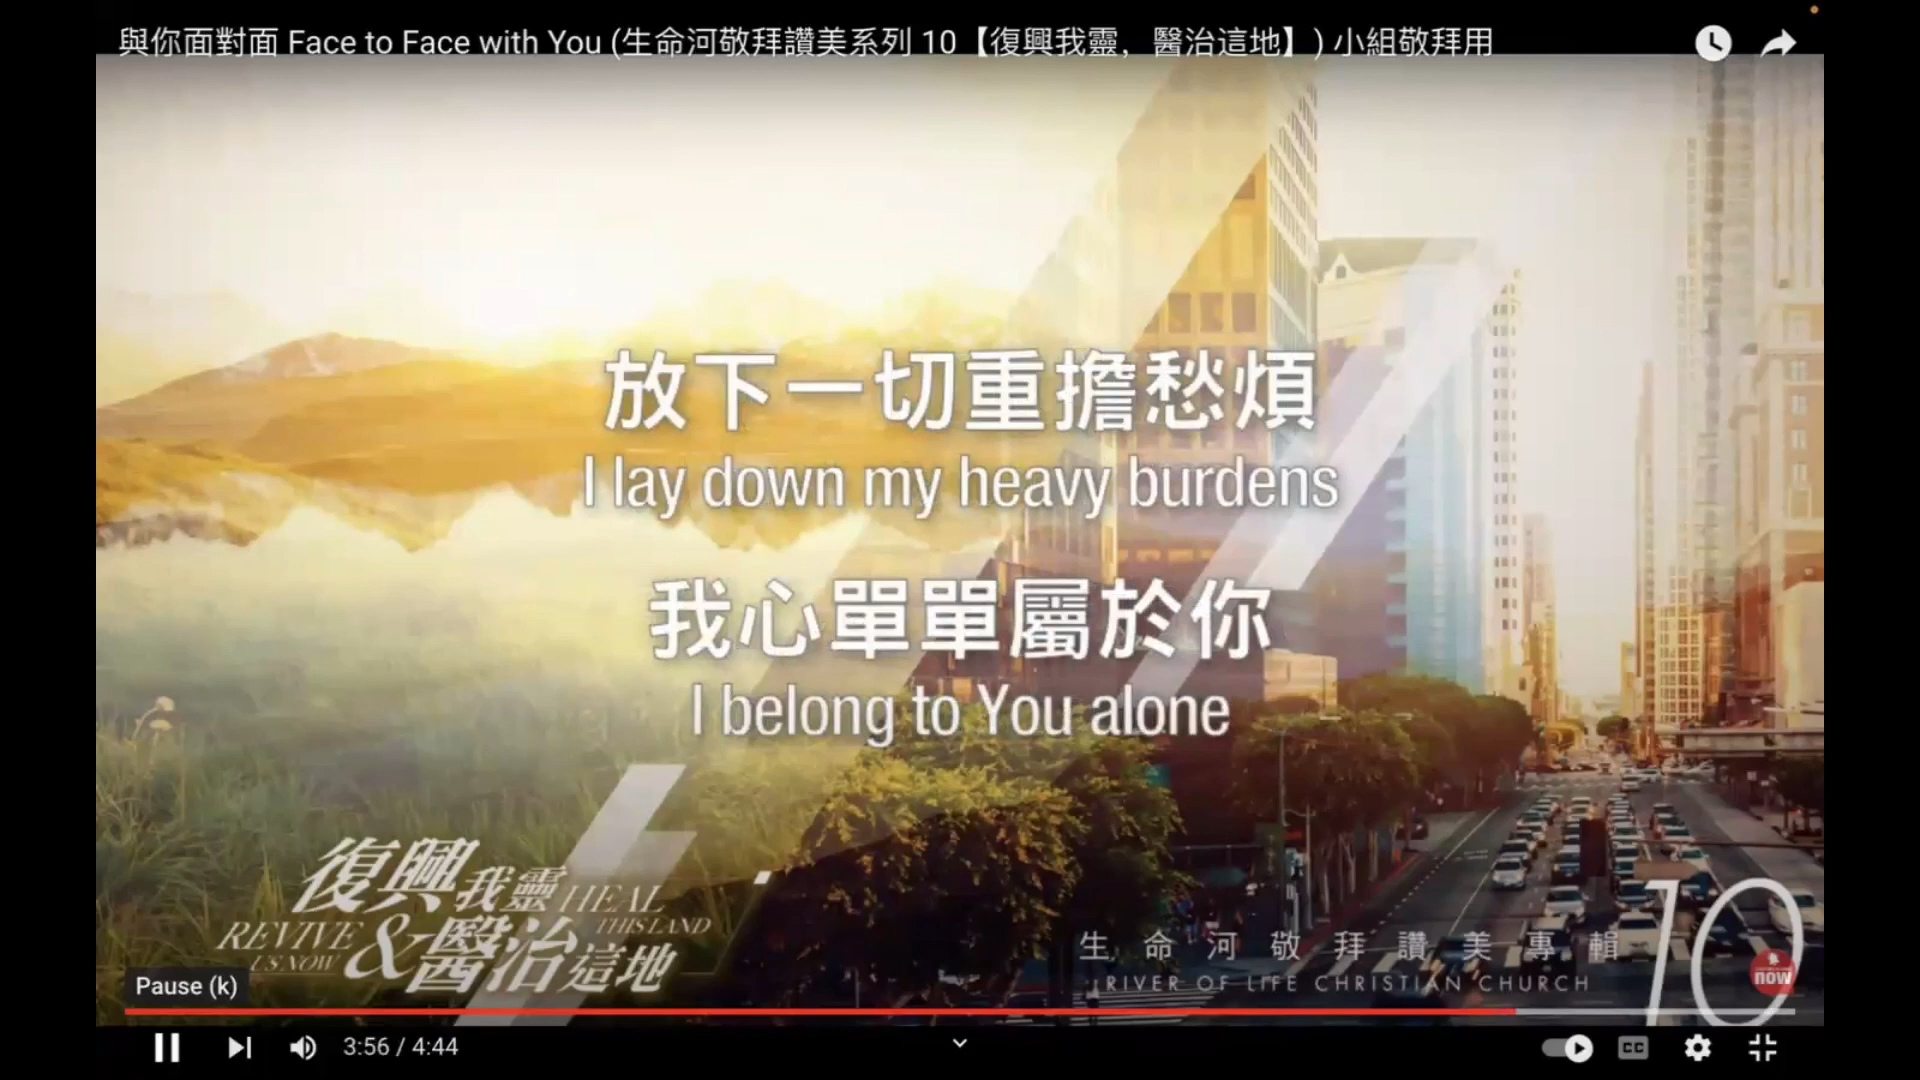 與你面對面 Face to Face with You (生命河敬拜讚美系列 10【復興我靈，醫治這地】) 小組敬拜用
放下一切重擔愁煩
I lay down my heavy burdens
我心單單屬於你
I belong to You alone
復興我靈 HEAL THIS LAND
REVIVE US NOW & 醫治這地
生命河敬拜讚美專輯 10
RIVER OF LIFE CHRISTIAN CHURCH
now
Pause (k)
3:56 / 4:44
CC